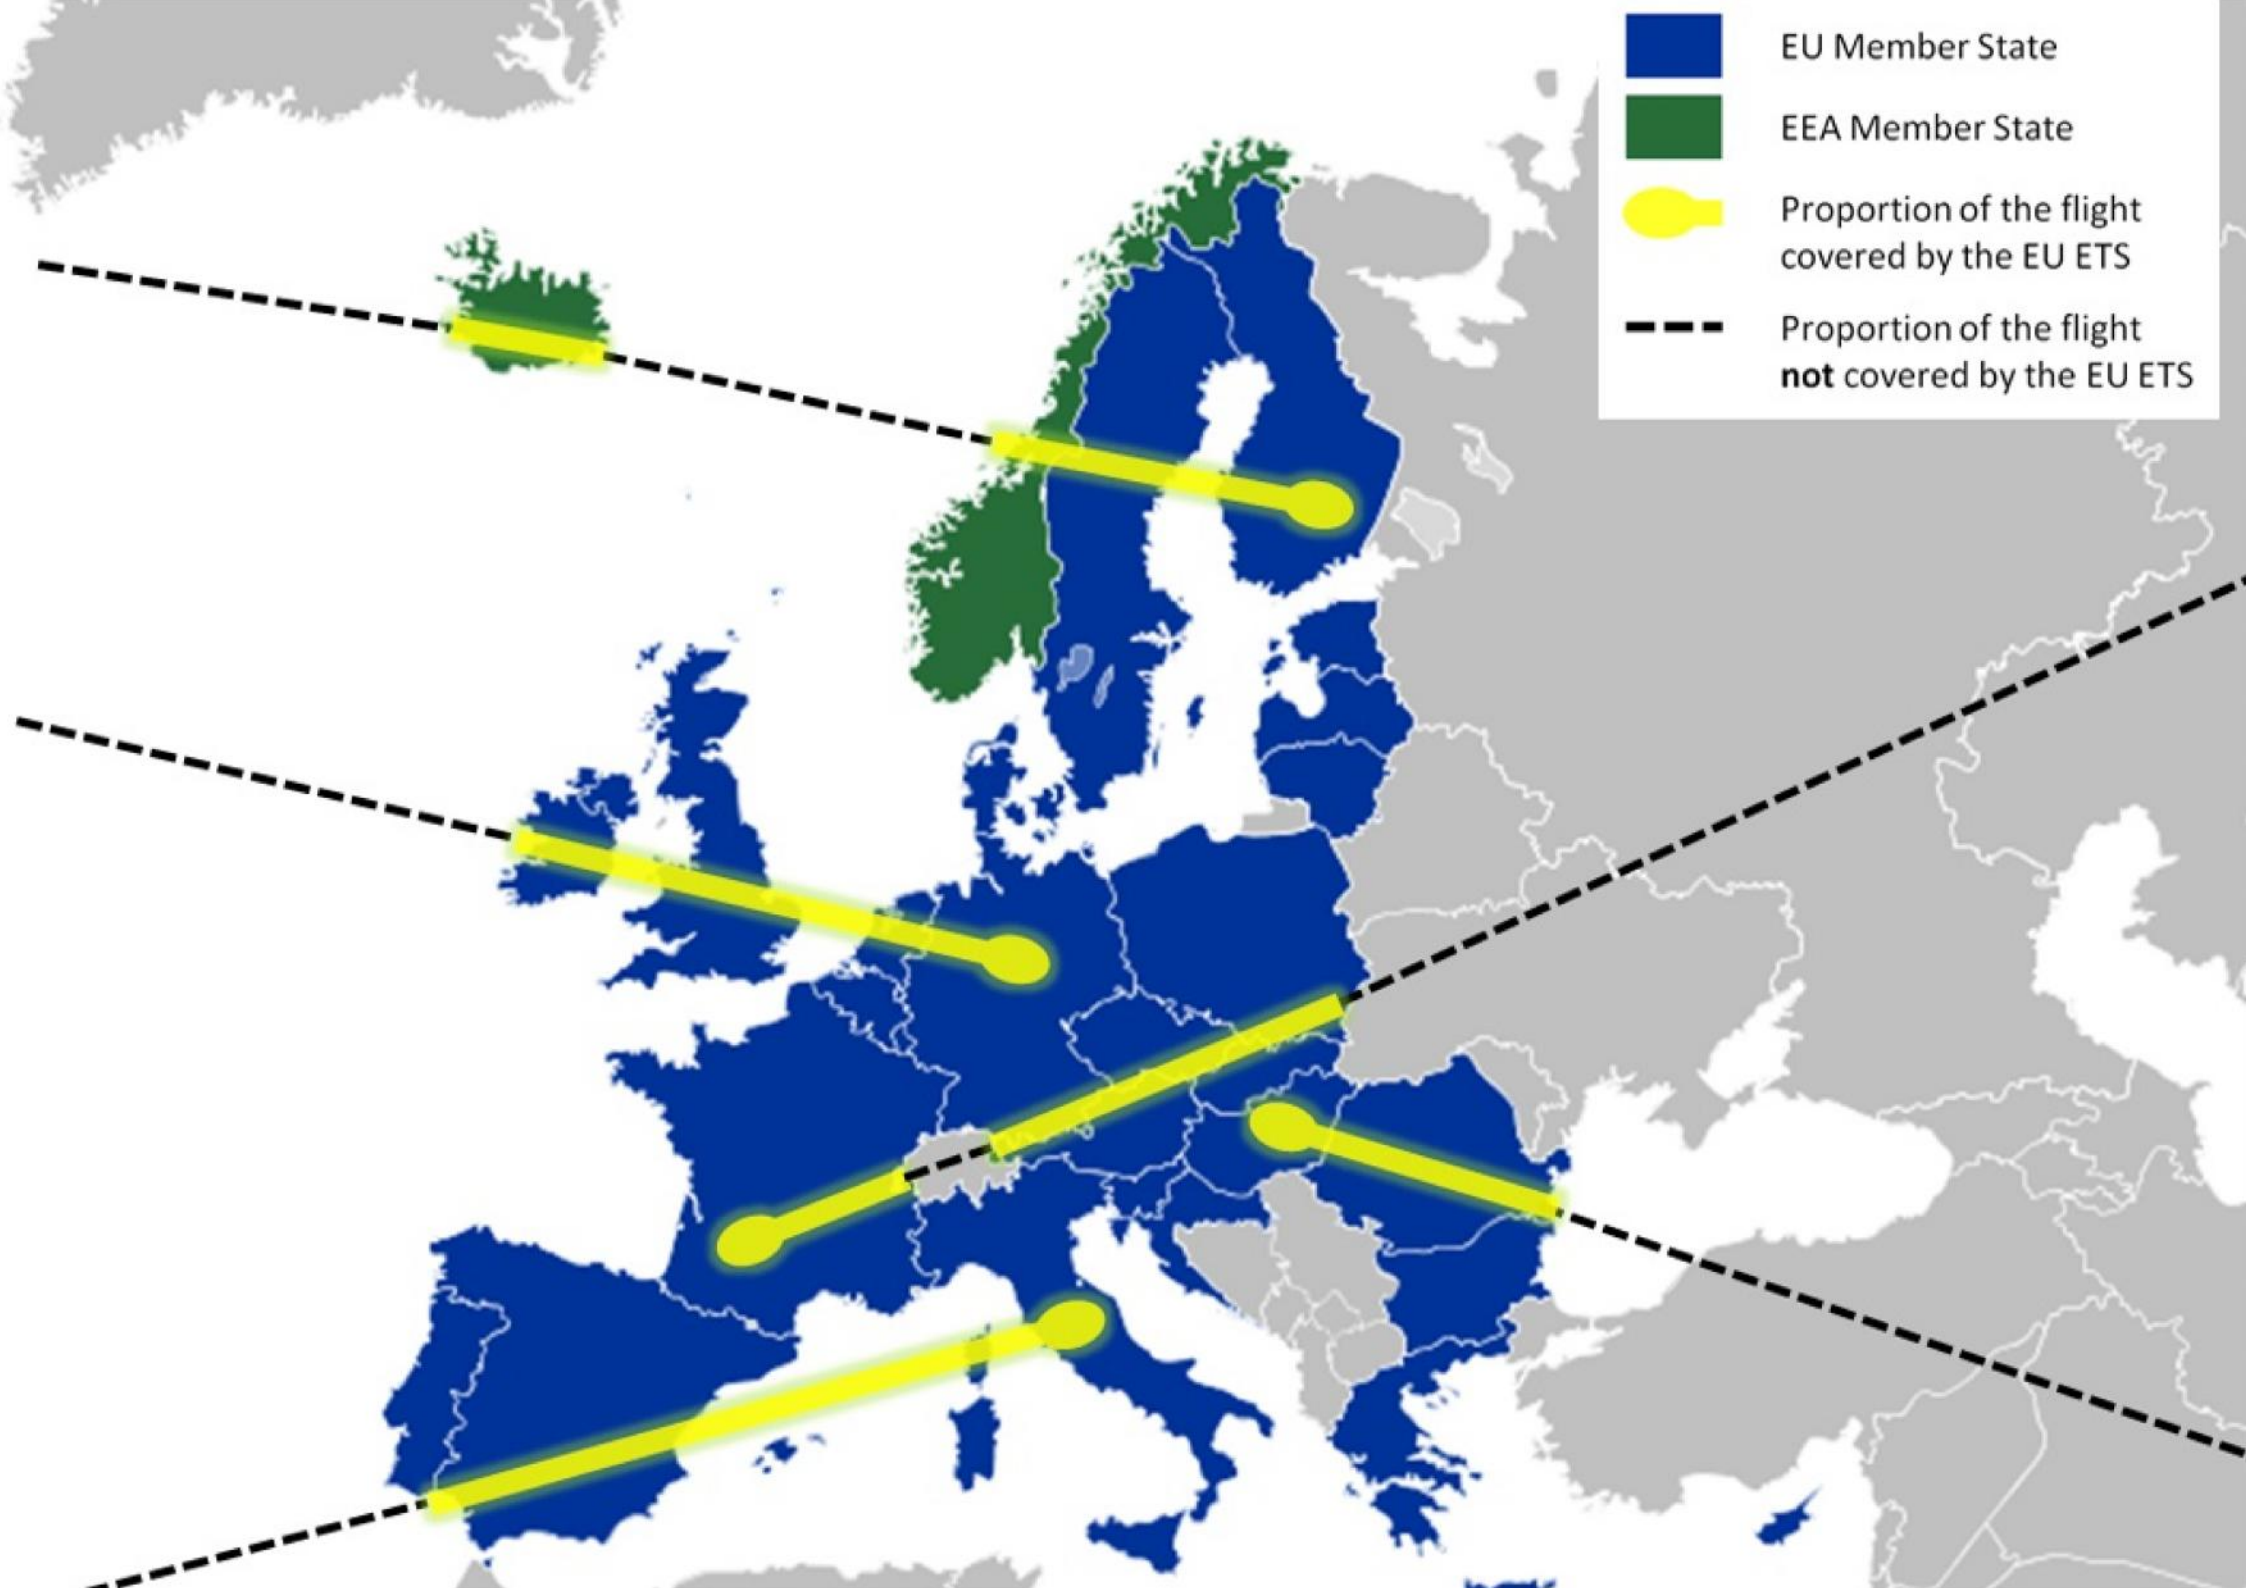 EU Member State
EEA Member State
Proportion of the flight
covered by the EU ETS
Proportion of the flight
not covered by the EU ETS